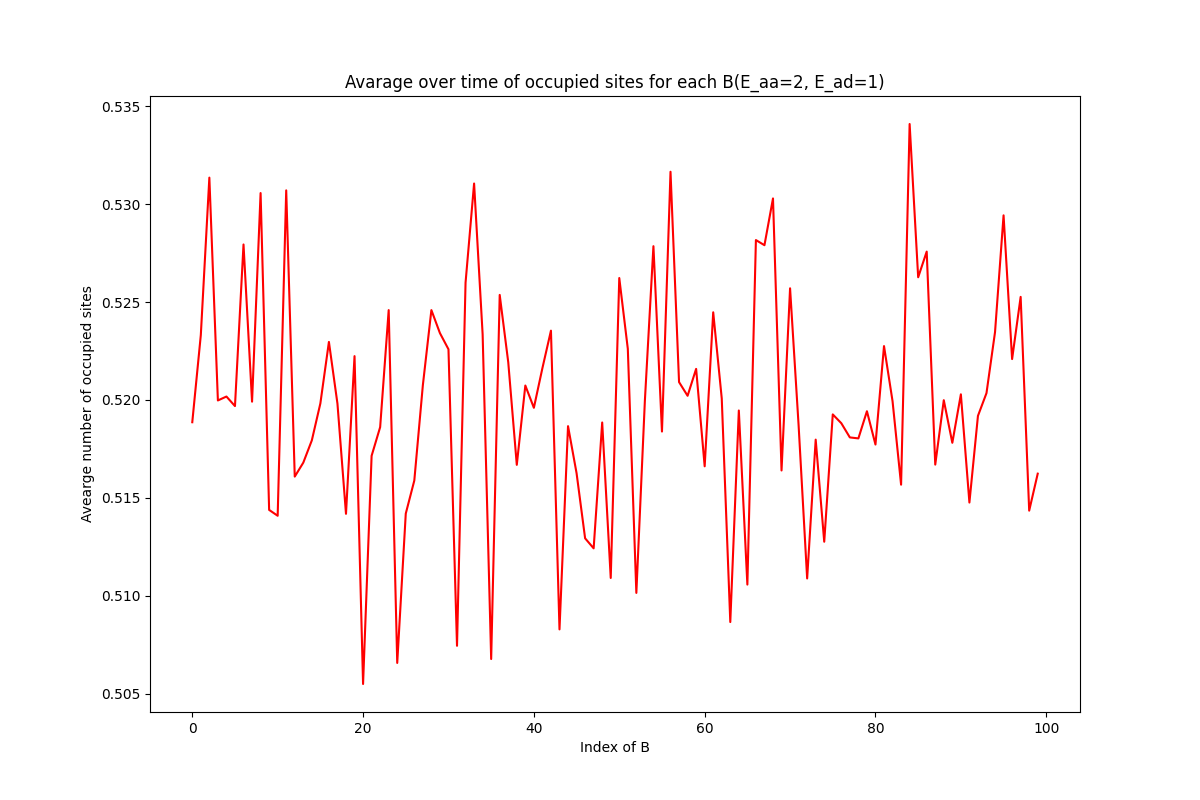 Avarage over time of occupied sites for each B(E_aa=2, E_ad=1)
0.535
0.530
0.525
0.520
0.515
0.510
0.505
Avearge number of occupied sites
0 20 40 60 80 100
Index of B